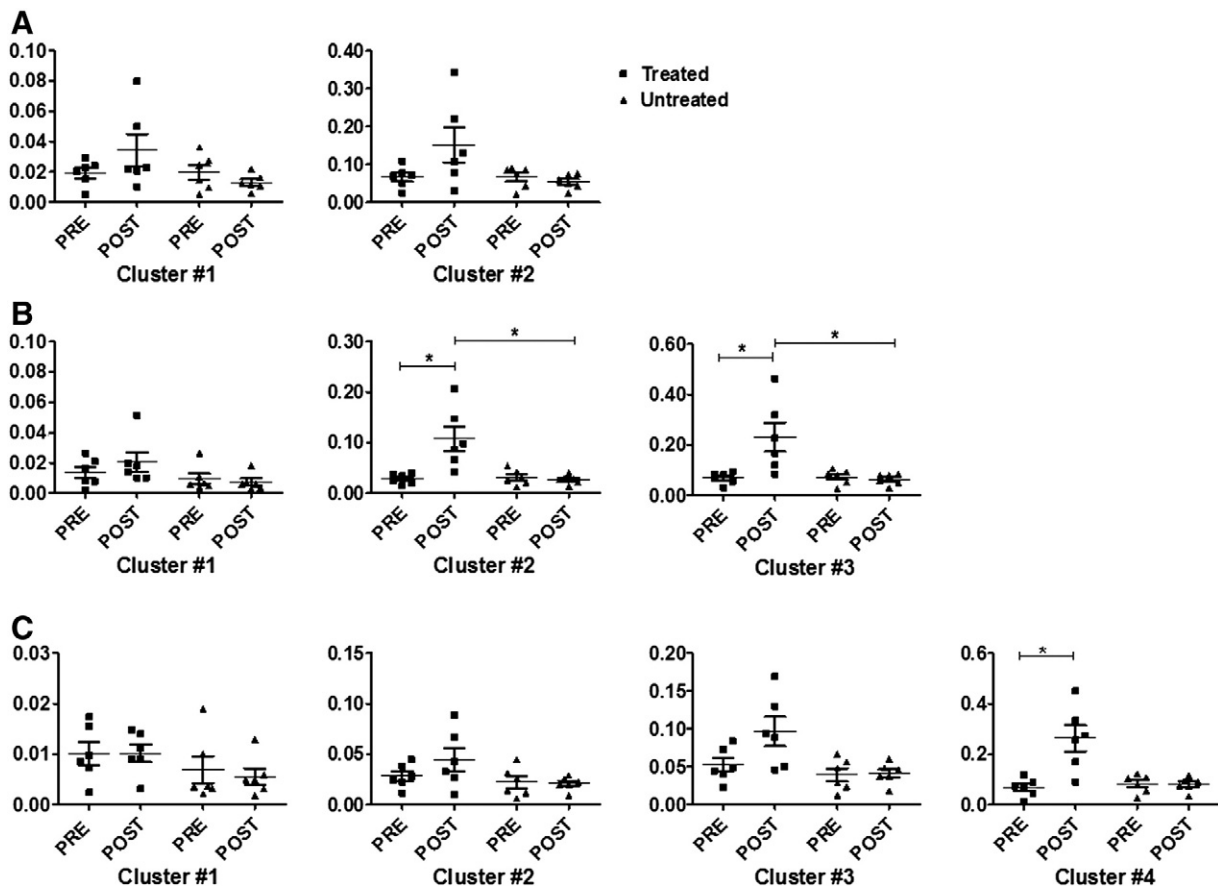 A
0.10
0.08
0.06
0.04
0.02
0.00
PRE
POST
PRE
POST
Cluster #1
0.40
0.30
0.20
0.10
0.00
PRE
POST
PRE
POST
Cluster #2
Treated
Untreated
B
0.10
0.08
0.06
0.04
0.02
0.00
PRE
POST
PRE
POST
Cluster #1
0.30
0.20
0.10
0.00
*
*
PRE
POST
PRE
POST
Cluster #2
0.60
0.40
0.20
0.00
*
*
PRE
POST
PRE
POST
Cluster #3
C
0.03
0.02
0.01
0.00
PRE
POST
PRE
POST
Cluster #1
0.15
0.10
0.05
0.00
PRE
POST
PRE
POST
Cluster #2
0.20
0.15
0.10
0.05
0.00
PRE
POST
PRE
POST
Cluster #3
0.6
0.4
0.2
0.0
*
PRE
POST
PRE
POST
Cluster #4